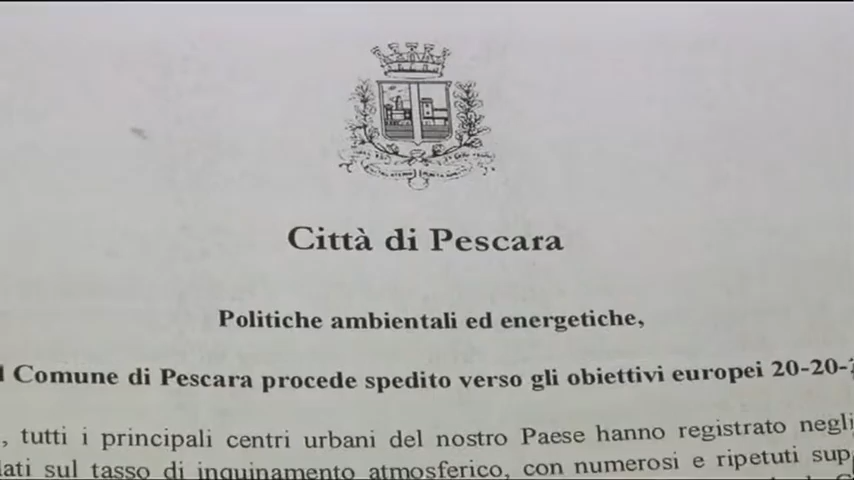 Città di Pescara
Politiche ambientali ed energetiche,
Comune di Pescara procede spedito verso gli obiettivi europei 20-20-
, tutti i principali centri urbani del nostro Paese hanno registrato negli
sul tasso di inquinamento atmosferico, con numerosi e ripetuti